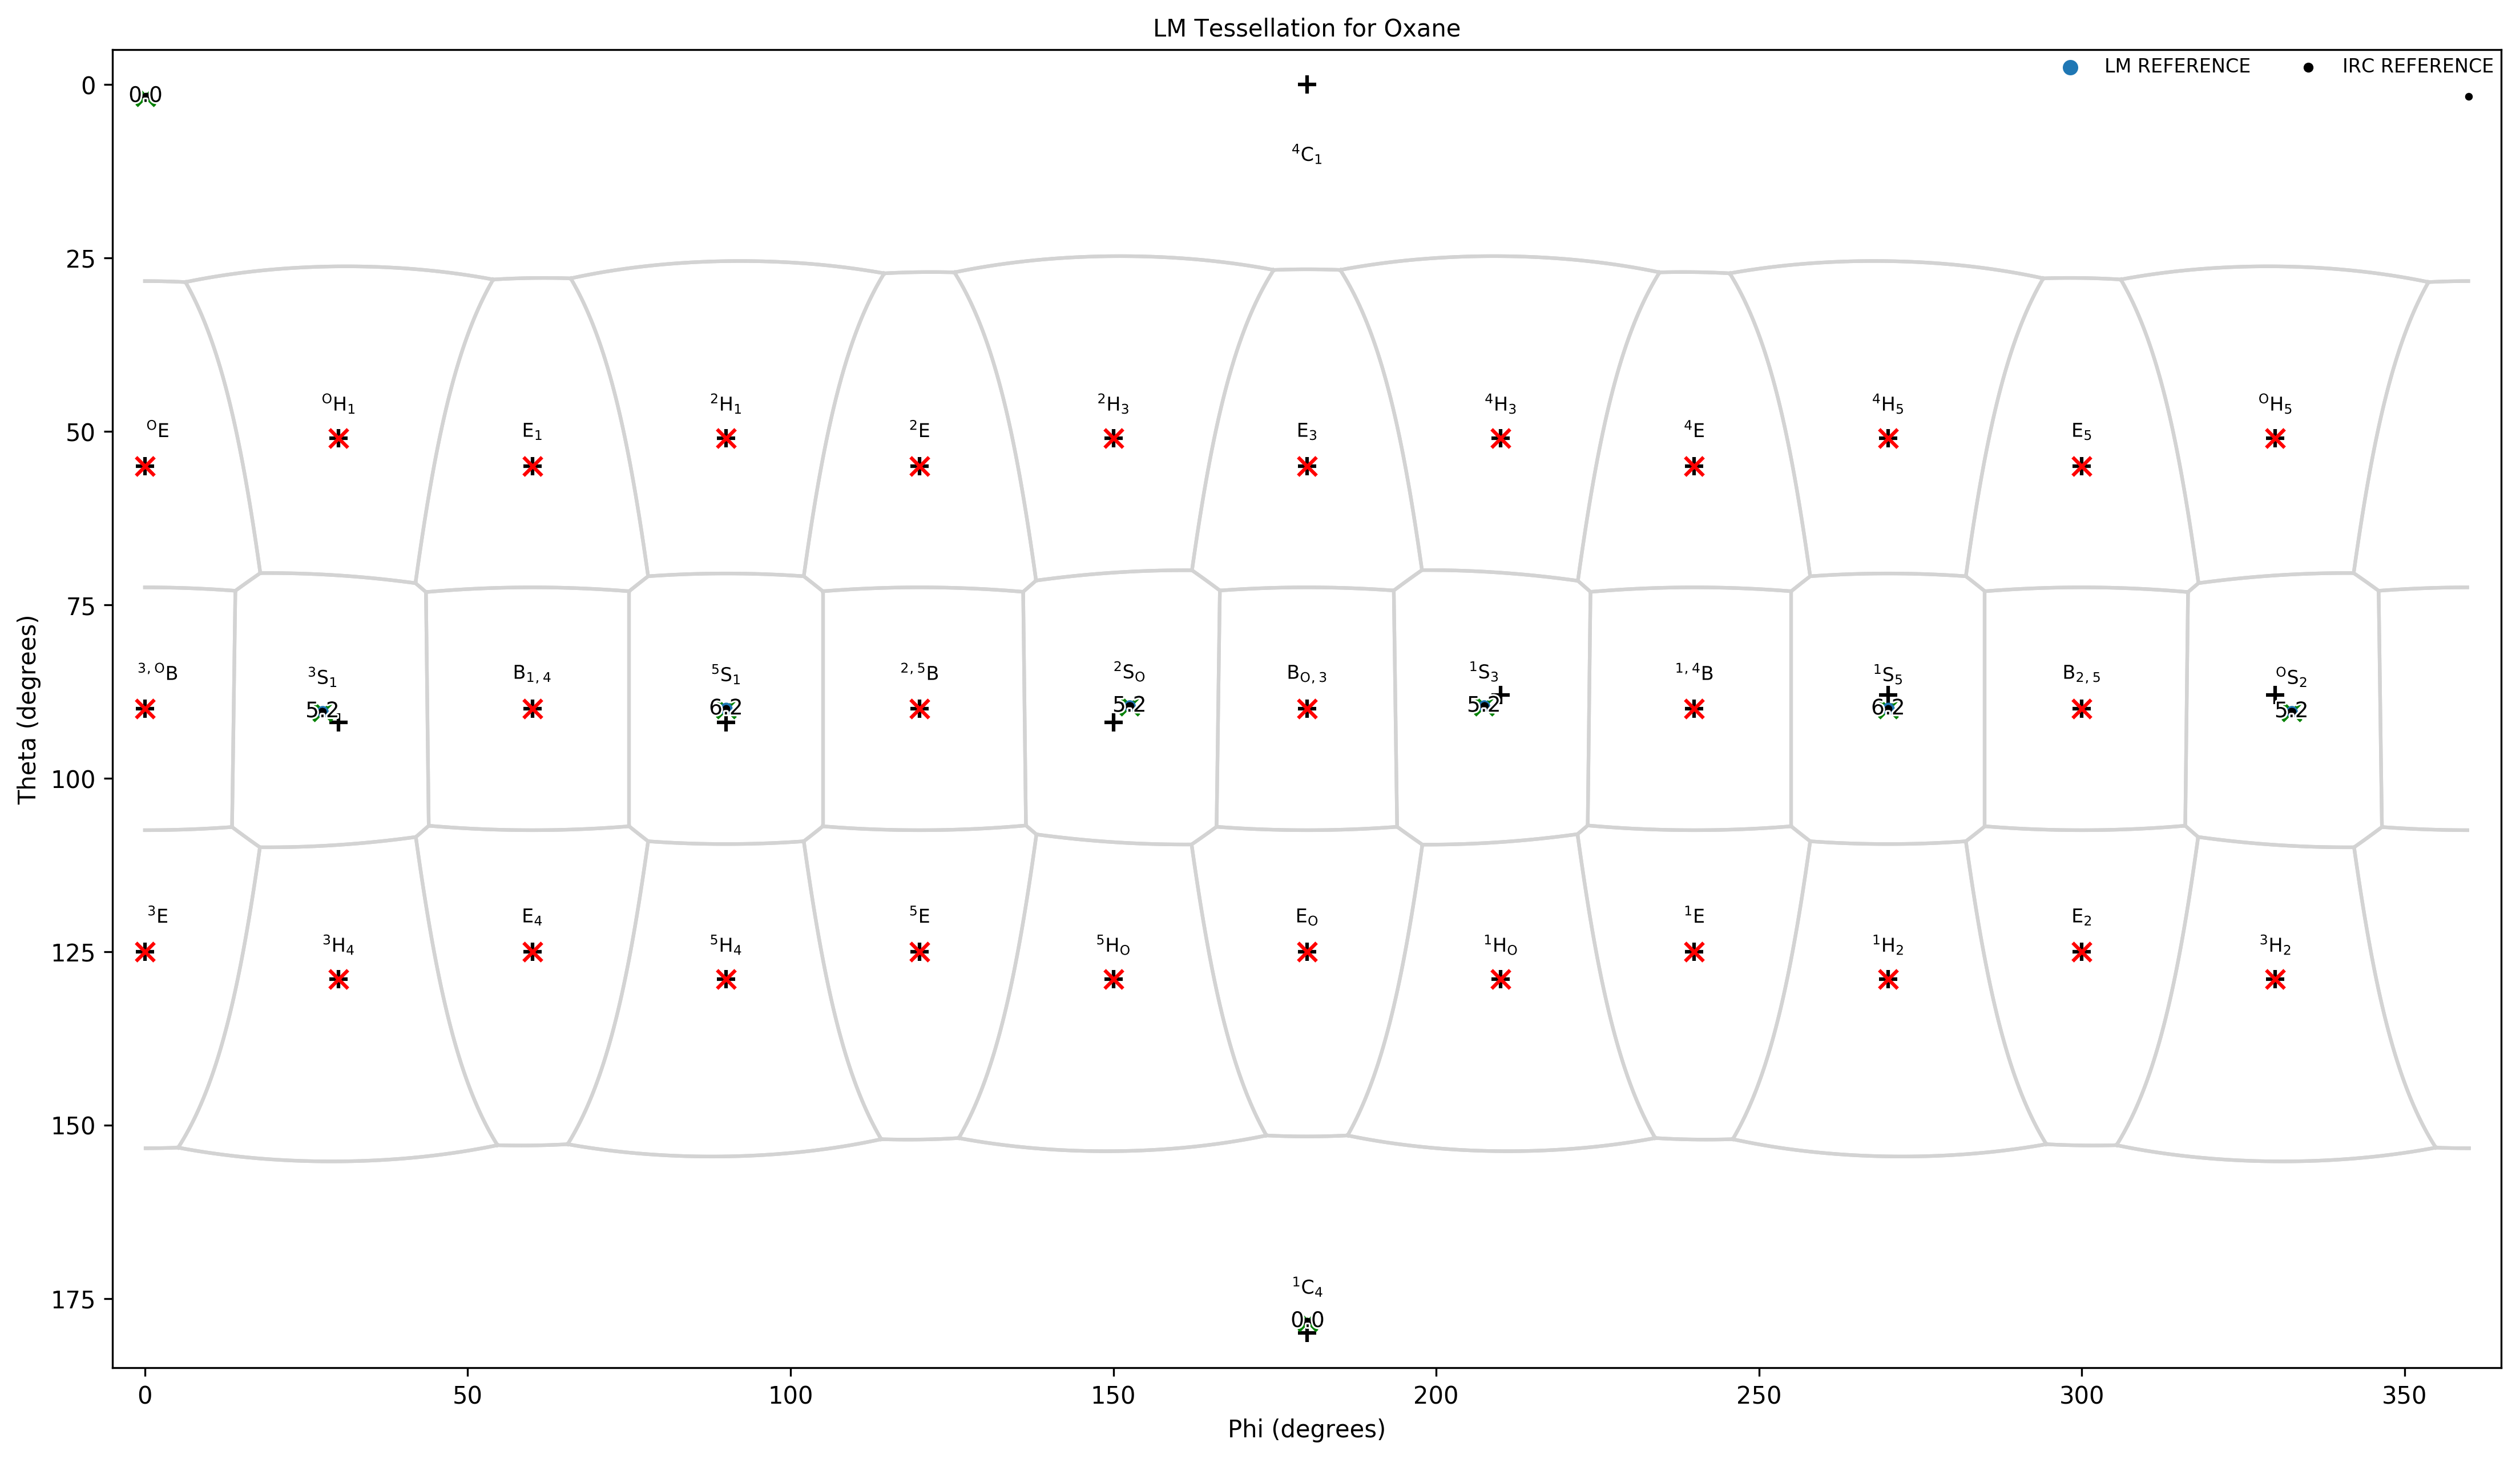 LM Tessellation for Oxane
LM REFERENCE IRC REFERENCE
0
0.0
⁴C₁
25
ᴼH₁ ²H₁ ²H₃ ⁴H₃ ⁴H₅ ᴼH₅
ᴼE E₁ ²E E₃ ⁴E E₅
50
75
³,ᴼB ³S₁ B₁,₄ ⁵S₁ ²,⁵B ²Sₒ Bₒ,₃ ¹S₃ ¹,⁴B ¹S₅ B₂,₅ ᴼS₂
5.2 6.2 5.2 5.2 6.2 5.2
100
³E E₄ ⁵E Eₒ ¹E E₂
³H₄ ⁵H₄ ⁵Hₒ ¹Hₒ ¹H₂ ³H₂
125
150
¹C₄
175
0.0
0 50 100 150 200 250 300 350
Theta (degrees)
Phi (degrees)